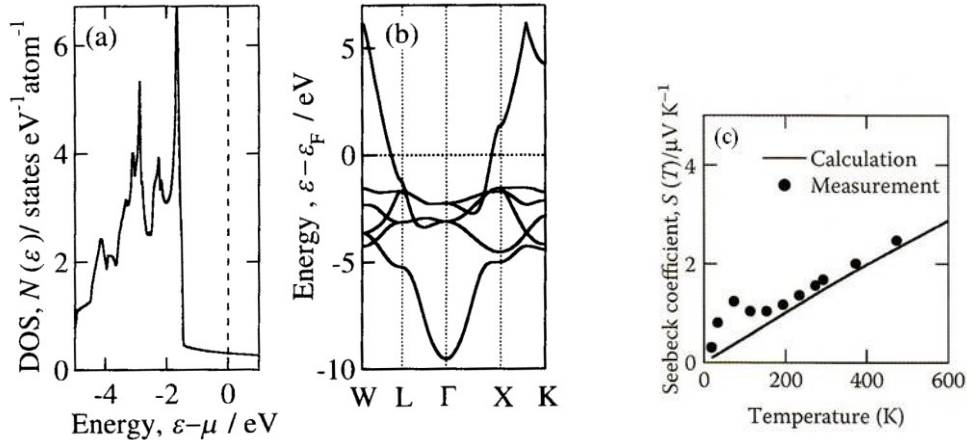 (a)
DOS, N(ε)/ states eV⁻¹atom⁻¹
6
4
2
0
-4 -2 0
Energy, ε–μ / eV
(b)
Energy, ε–ε_F / eV
5
0
-5
-10
W L Γ X K
(c)
Seebeck coefficient, S (T)/μV K⁻¹
4
2
0
Calculation
Measurement
0 200 400 600
Temperature (K)